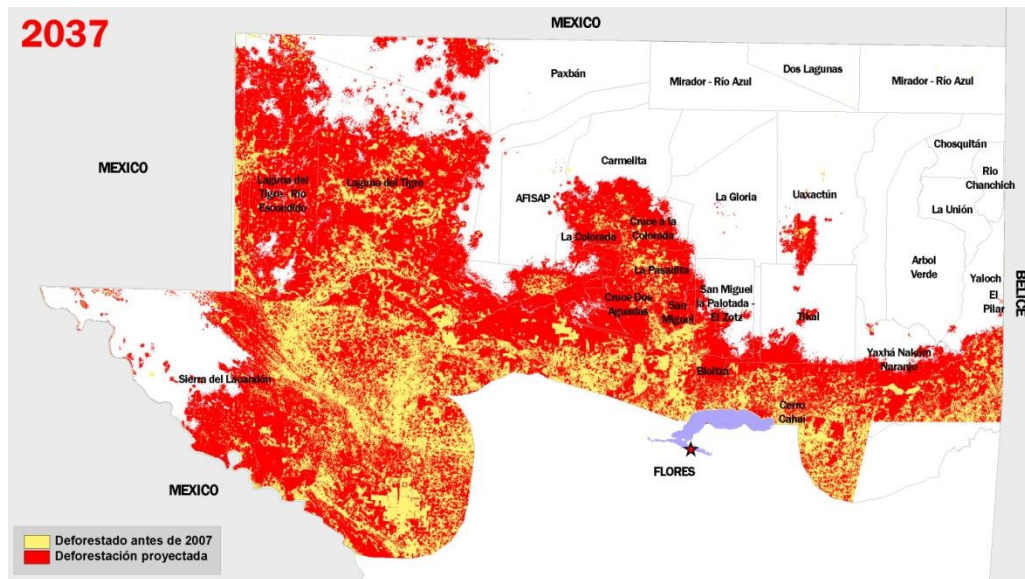 2037
MEXICO
Paxbán
Dos Lagunas
Mirador - Río Azul
Mirador - Río Azul
MEXICO
Chosquitán
Carmelita
Rio
Chanchich
Laguna del
Tigre - Río
Escondido
Laguna del Tigre
AFISAP
La Gloria
Uaxactún
La Unión
Cruce a la
Colorada
La Colorada
Arbol
Verde
La Pasadita
Yaloch
El
Pilar
BELICE
San Miguel
la Palotada -
El Zotz
Cruce Dos
Aguadas
San
Miguel
Tikal
Yaxhá Nakúm
Naranjo
Bioitzá
Sierra del Lacandón
Cerro
Cahuí
FLORES
MEXICO
Deforestado antes de 2007
Deforestación proyectada